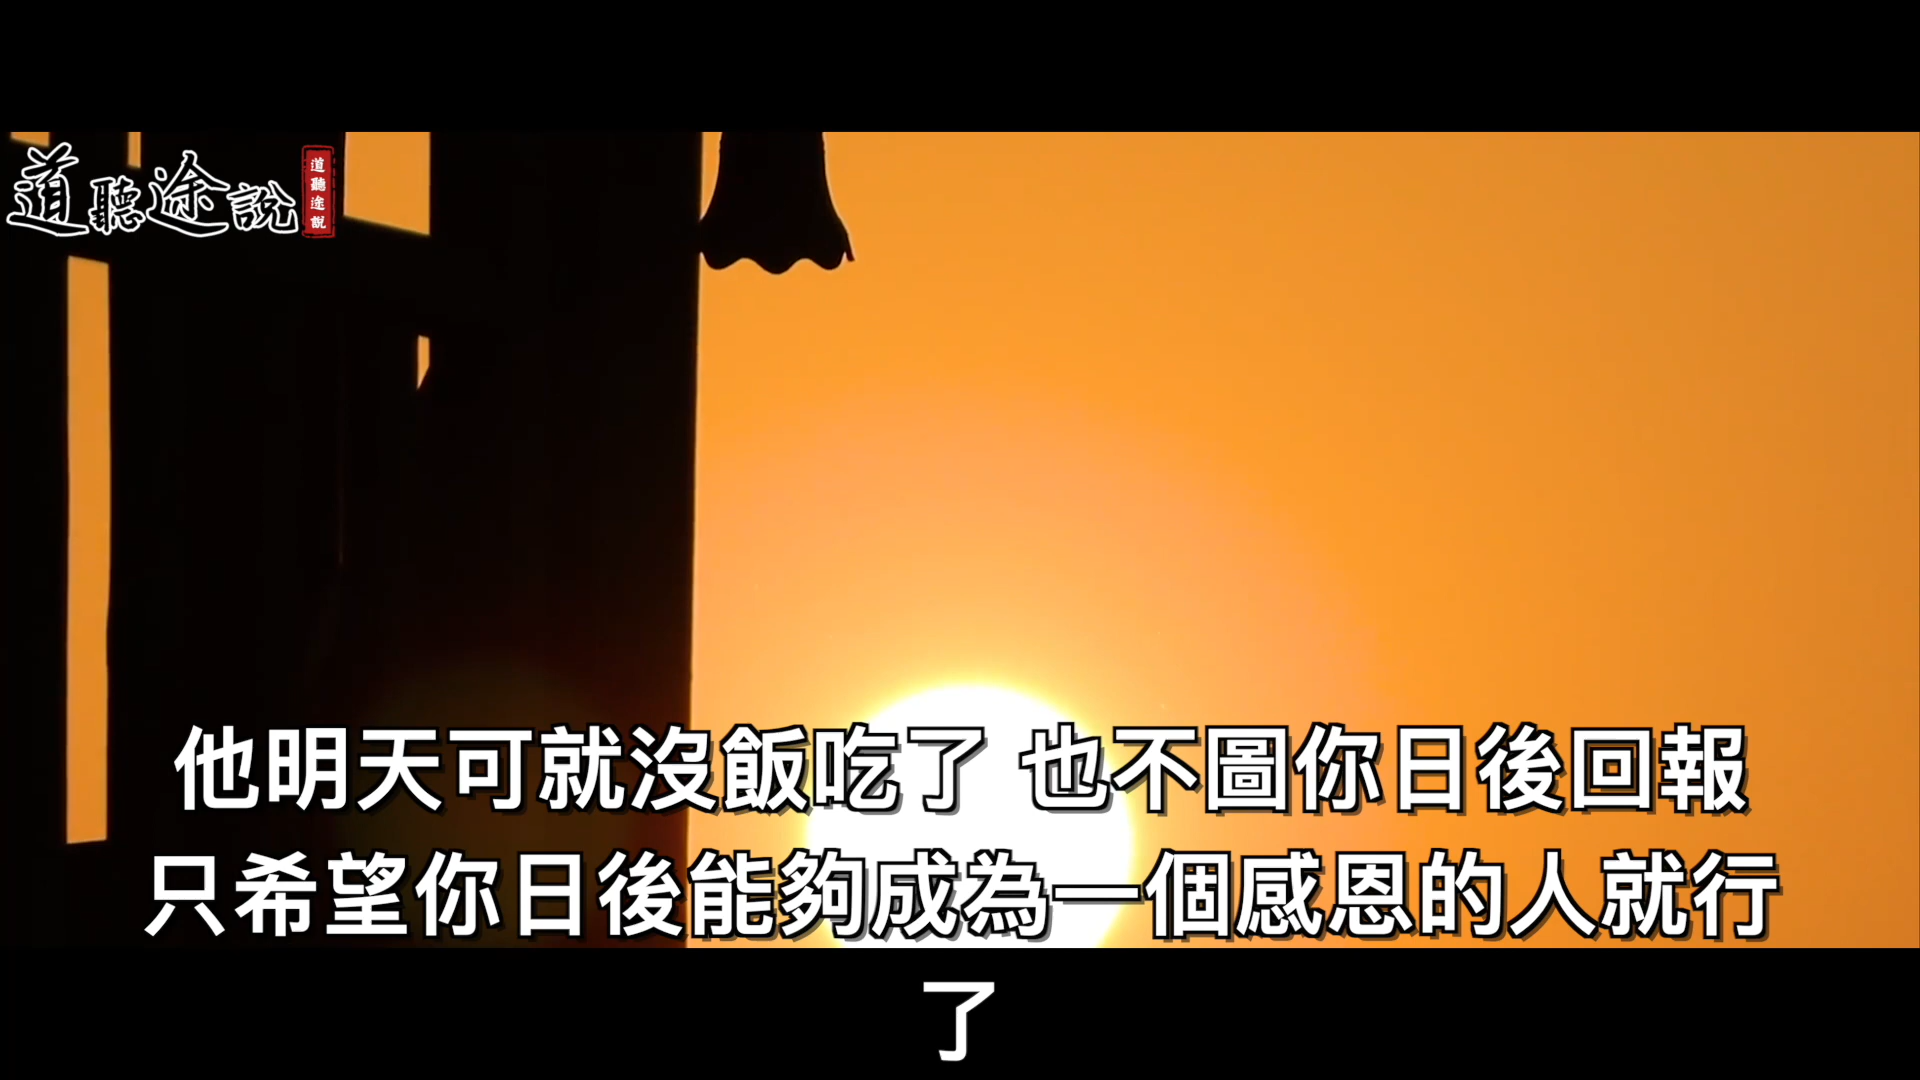 道聽途說
道聽途說
他明天可就沒飯吃了 也不圖你日後回報
只希望你日後能夠成為一個感恩的人就行
了